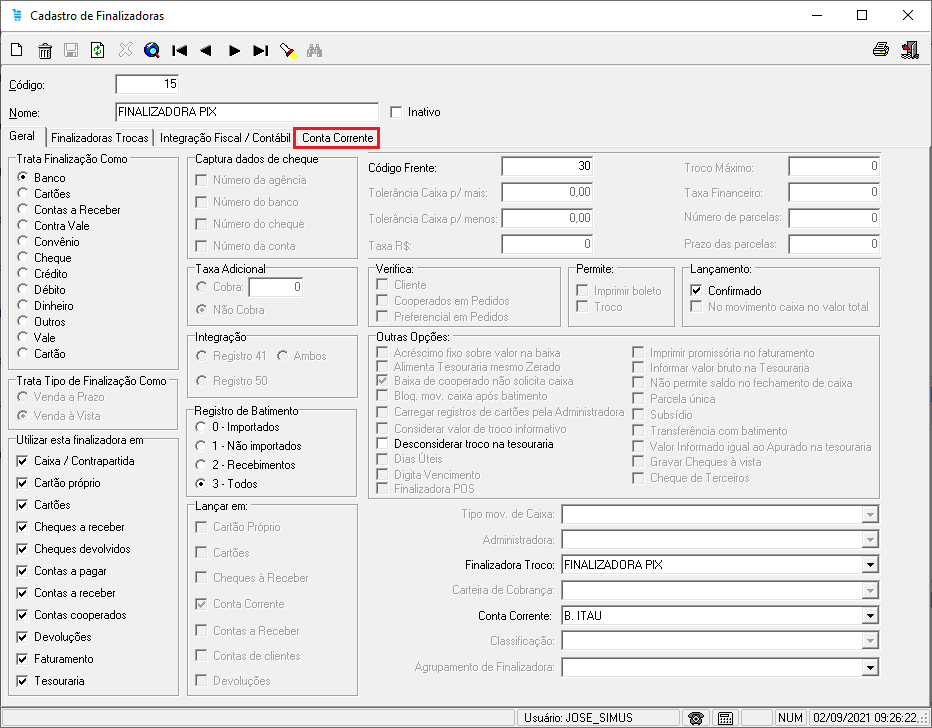 Cadastro de Finalizadoras
Código: 15
Nome: FINALIZADORA PIX Inativo
Geral Finalizadoras Trocas Integração Fiscal / Contábil Conta Corrente
Trata Finalização Como
Banco
Cartões
Contas a Receber
Contra Vale
Convênio
Cheque
Crédito
Débito
Dinheiro
Outros
Vale
Cartão
Trata Tipo de Finalização Como
Venda a Prazo
Venda à Vista
Utilizar esta finalizadora em
Caixa / Contrapartida
Cartão próprio
Cartões
Cheques a receber
Cheques devolvidos
Contas a pagar
Contas a receber
Contas cooperados
Devoluções
Faturamento
Tesouraria
Captura dados de cheque
Número da agência
Número do banco
Número do cheque
Número da conta
Taxa Adicional
Cobra: 0
Não Cobra
Integração
Registro 41 Ambos
Registro 50
Registro de Batimento
0 - Importados
1 - Não importados
2 - Recebimentos
3 - Todos
Lançar em:
Cartão Próprio
Cartões
Cheques à Receber
Conta Corrente
Contas a Receber
Contas de clientes
Devoluções
Código Frente: 30
Tolerância Caixa p/ mais: 0,00
Tolerância Caixa p/ menos: 0,00
Taxa R$: 0
Troco Máximo: 0
Taxa Financeiro: 0
Número de parcelas: 0
Prazo das parcelas: 0
Verifica:
Cliente
Cooperados em Pedidos
Preferencial em Pedidos
Permite:
Imprimir boleto
Troco
Lançamento:
Confirmado
No movimento caixa no valor total
Outras Opções:
Acréscimo fixo sobre valor na baixa
Alimenta Tesouraria mesmo Zerado
Baixa de cooperado não solicita caixa
Bloq. mov. caixa após batimento
Carregar registros de cartões pela Administradora
Considerar valor de troco informativo
Desconsiderar troco na tesouraria
Dias Úteis
Digita Vencimento
Finalizadora POS
Imprimir promissória no faturamento
Informar valor bruto na Tesouraria
Não permite saldo no fechamento de caixa
Parcela única
Subsídio
Transferência com batimento
Valor Informado igual ao Apurado na tesouraria
Gravar Cheques à vista
Cheque de Terceiros
Tipo mov. de Caixa:
Administradora:
Finalizadora Troco: FINALIZADORA PIX
Carteira de Cobrança:
Conta Corrente: B. ITAU
Classificação:
Agrupamento de Finalizadora:
Usuário: JOSE_SIMUS NUM 02/09/2021 09:26:22